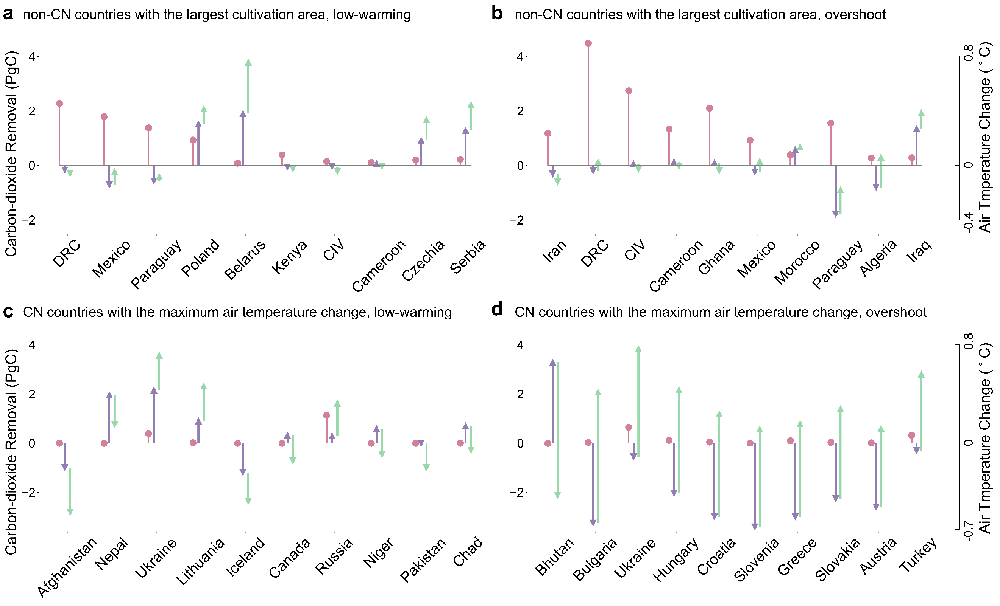 a non-CN countries with the largest cultivation area, low-warming
Carbon-dioxide Removal (PgC)
4
2
0
−2
DRC
Mexico
Paraguay
Poland
Belarus
Kenya
CIV
Cameroon
Czechia
Serbia
b non-CN countries with the largest cultivation area, overshoot
4
2
0
−2
Iran
DRC
CIV
Cameroon
Ghana
Mexico
Morocco
Paraguay
Algeria
Iraq
0.8
0
-0.4
Air Tmperature Change ( °C)
c CN countries with the maximum air temperature change, low-warming
Carbon-dioxide Removal (PgC)
4
2
0
−2
Afghanistan
Nepal
Ukraine
Lithuania
Iceland
Canada
Russia
Niger
Pakistan
Chad
d CN countries with the maximum air temperature change, overshoot
4
2
0
−2
Bhutan
Bulgaria
Ukraine
Hungary
Croatia
Slovenia
Greece
Slovakia
Austria
Turkey
0.8
0
-0.7
Air Tmperature Change ( °C)